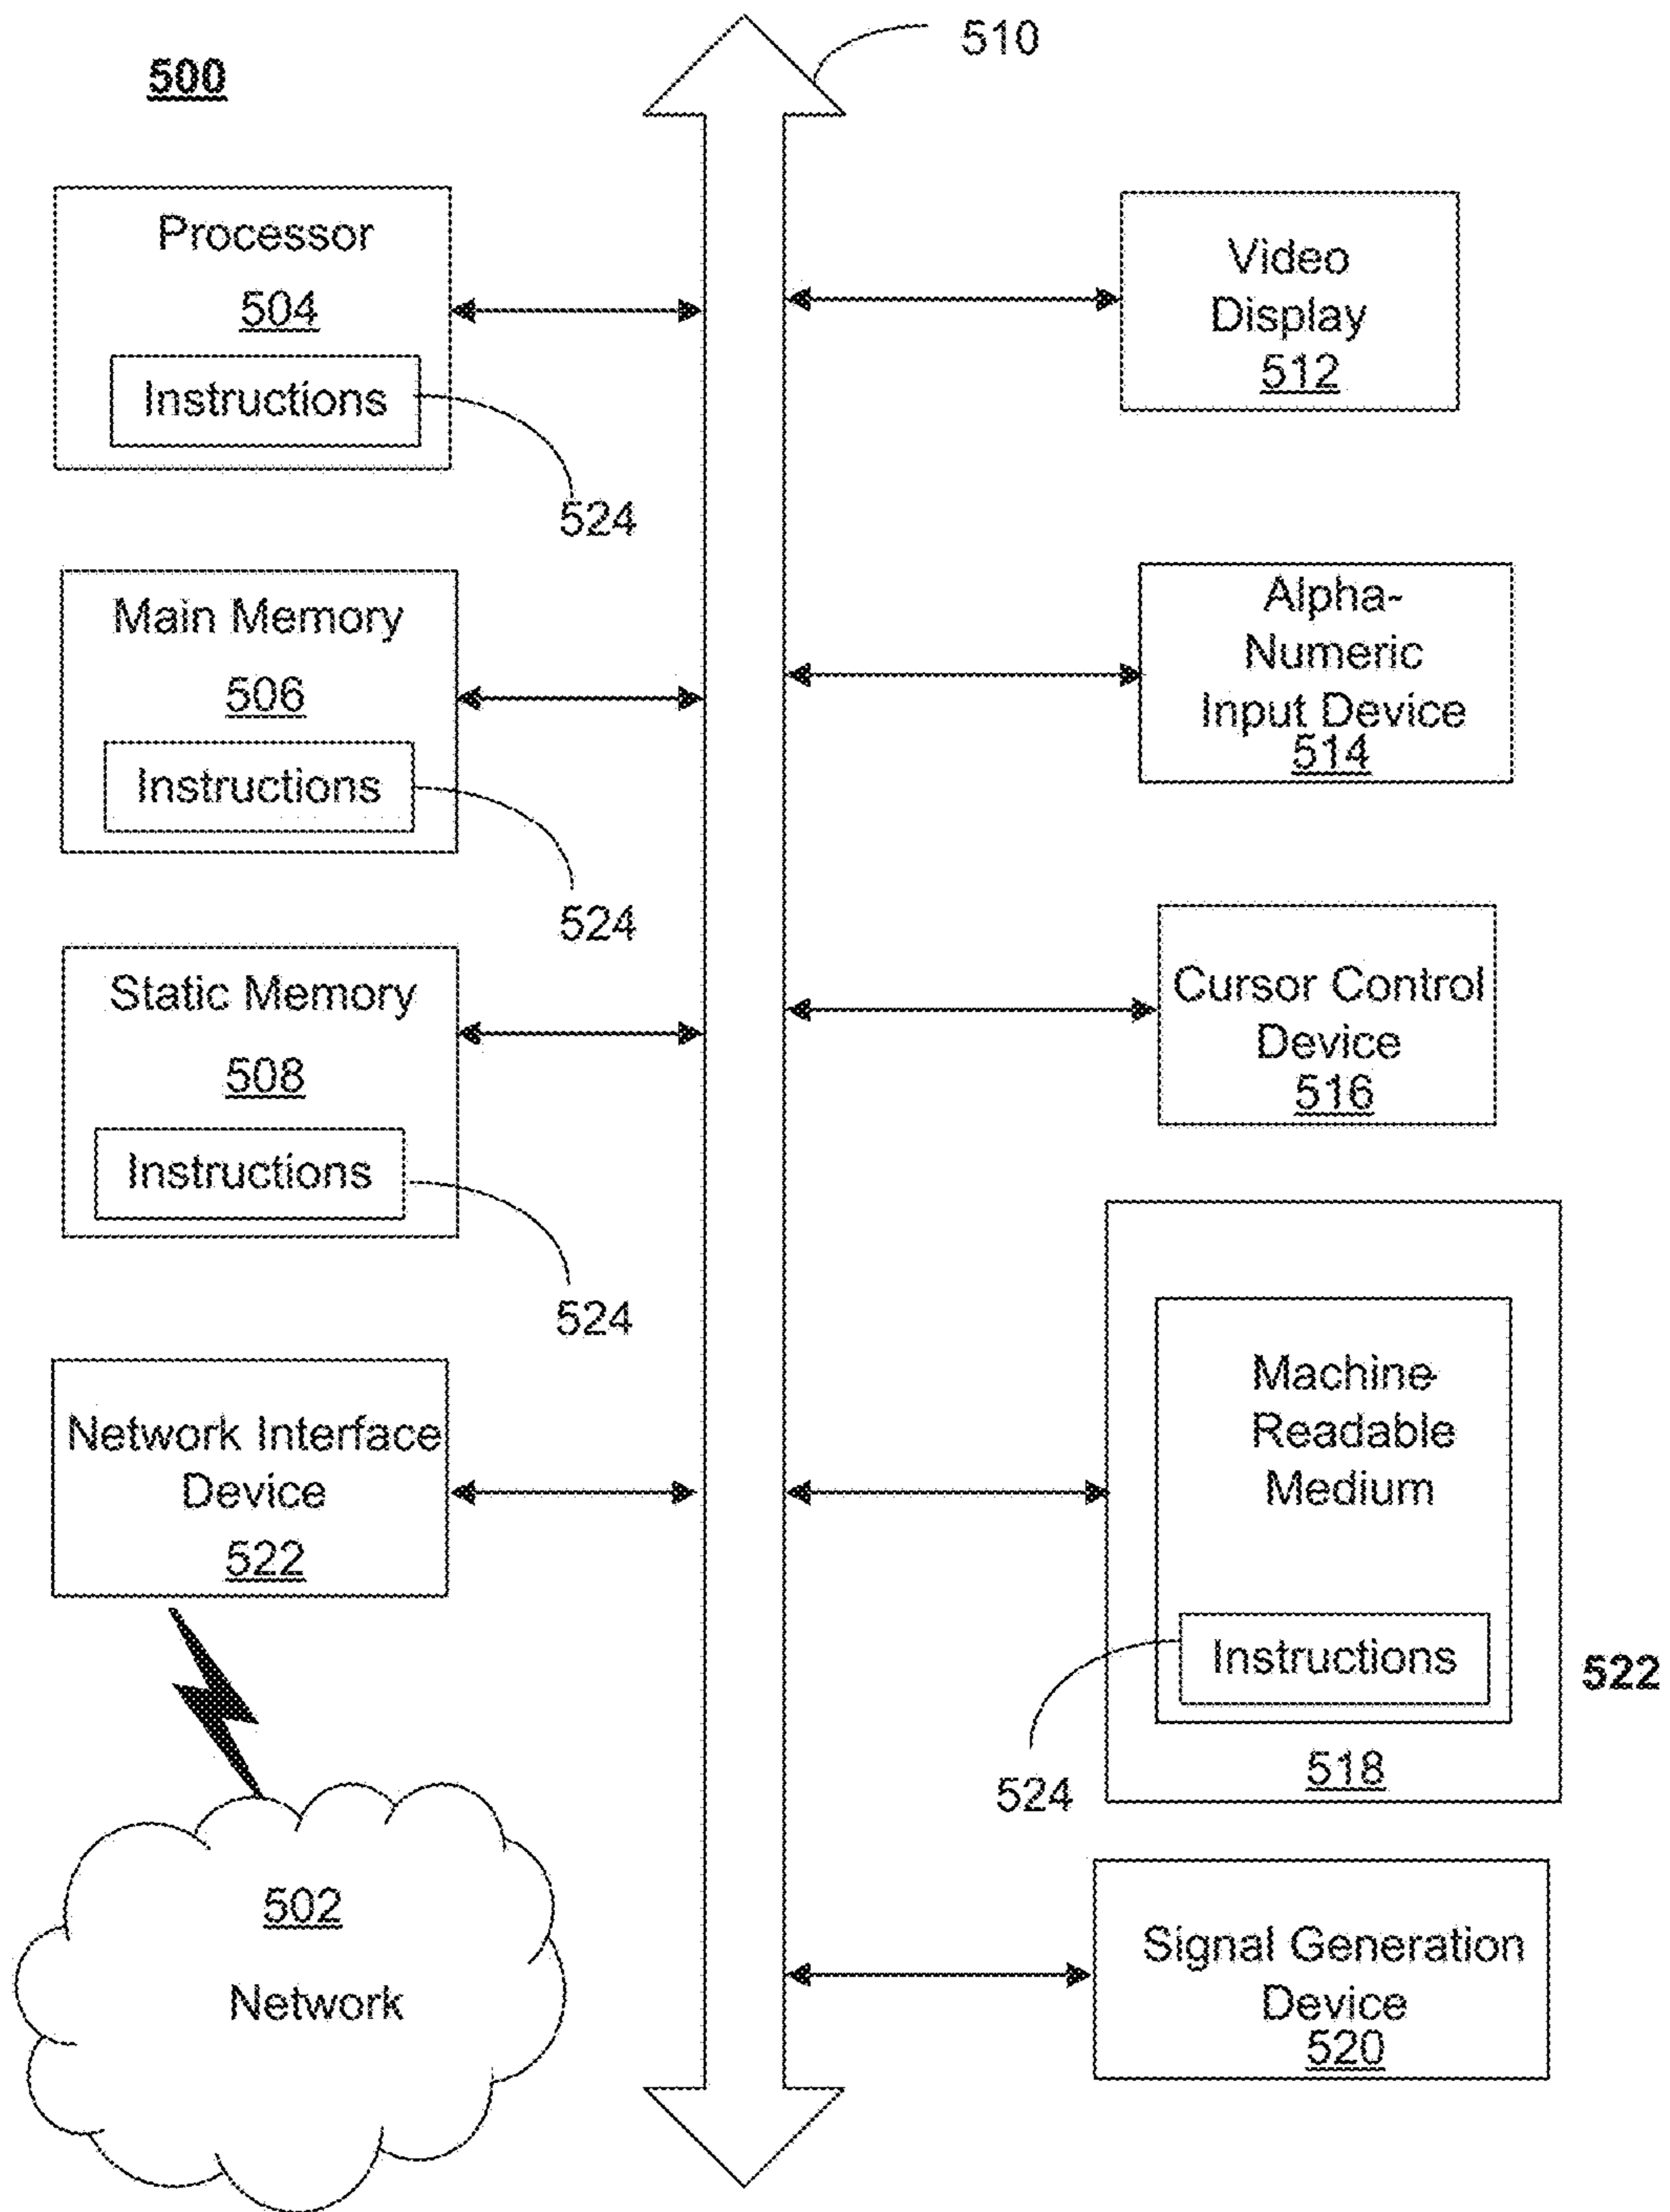 500
510
Processor
504
Instructions
524
Main Memory
506
Instructions
524
Static Memory
508
Instructions
524
Network Interface
Device
522
502
Network
Video
Display
512
Alpha-
Numeric
Input Device
514
Cursor Control
Device
516
Machine-
Readable
Medium
Instructions
522
524
518
Signal Generation
Device
520